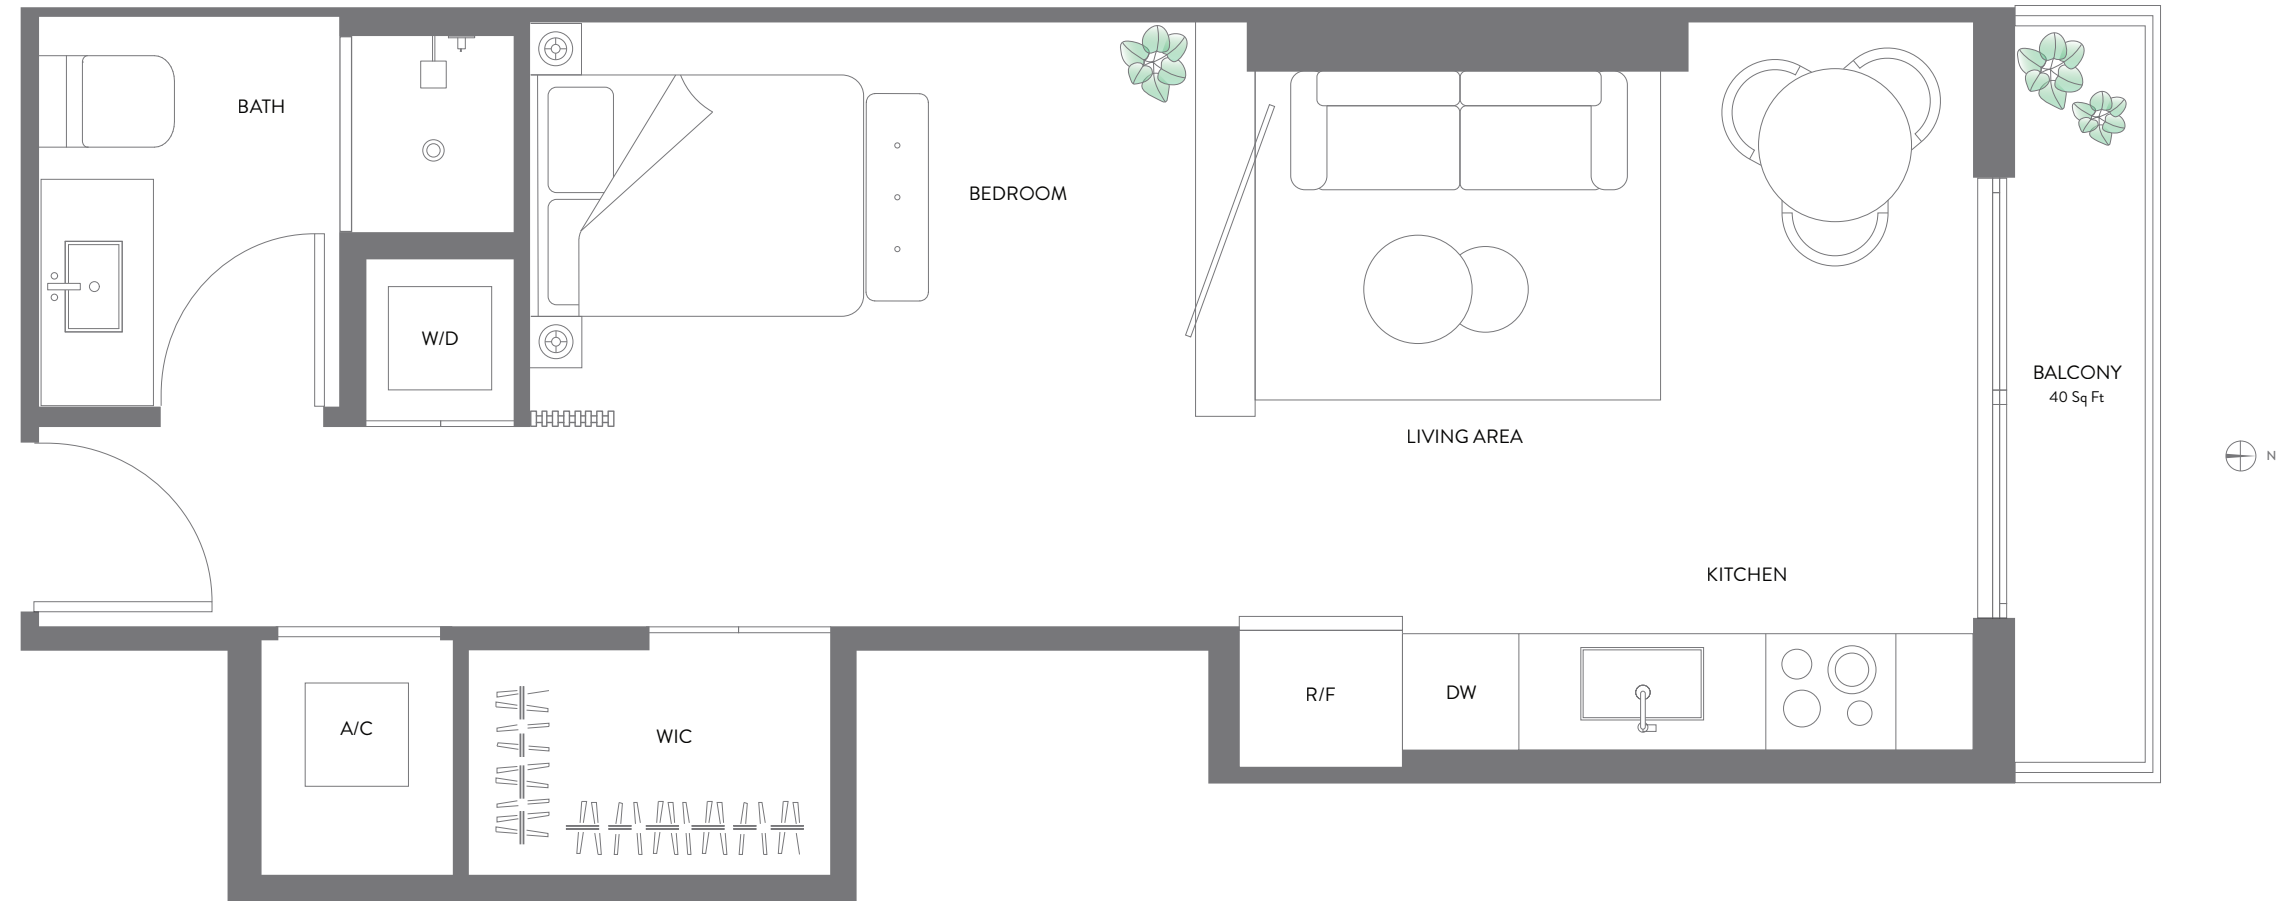 BATH
BEDROOM
W/D
BALCONY
40 Sq Ft
LIVING AREA
N
KITCHEN
R/F
DW
A/C
WIC